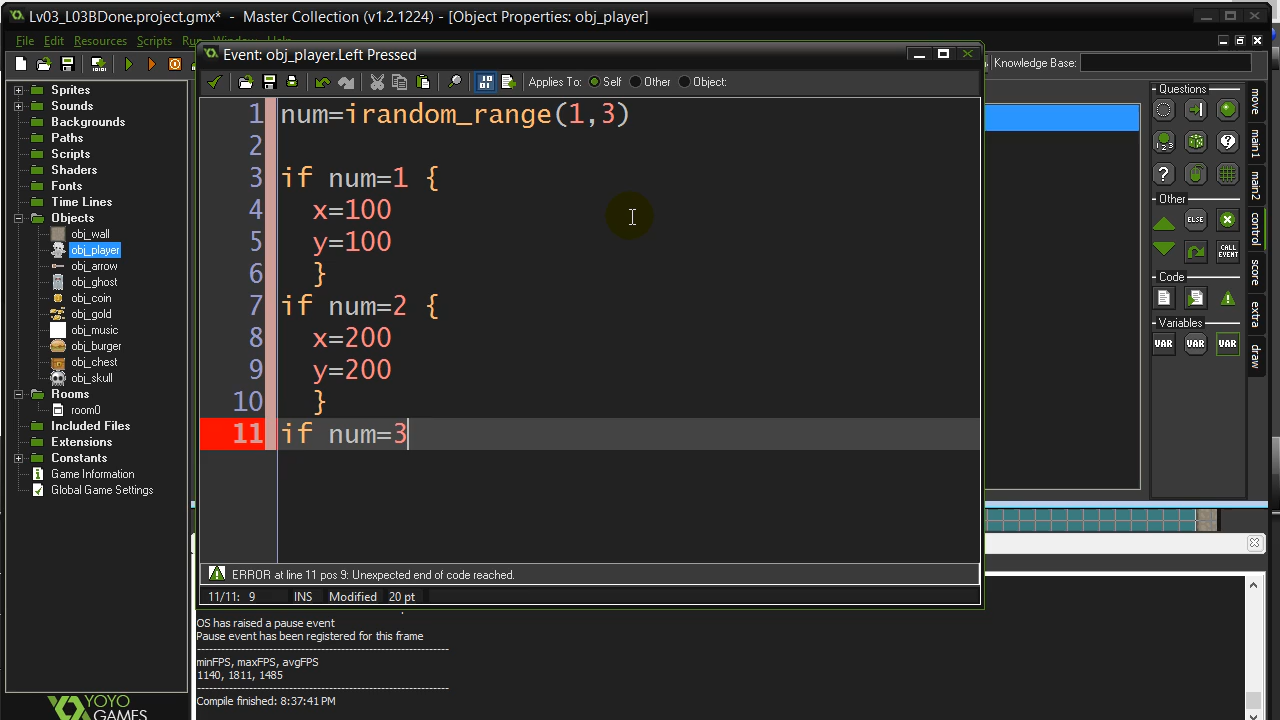 Lv03_L03BDone.project.gmx* - Master Collection (v1.2.1224) - [Object Properties: obj_player]
File Edit Resources Scripts
Event: obj_player.Left Pressed
Knowledge Base:
Applies To: Self Other Object:
Sprites
Sounds
Backgrounds
Paths
Scripts
Shaders
Fonts
Time Lines
Objects
obj_wall
obj_player
obj_arrow
obj_ghost
obj_coin
obj_gold
obj_music
obj_burger
obj_chest
obj_skull
Rooms
room0
Included Files
Extensions
Constants
Game Information
Global Game Settings
YOYO
GAMES
1 num=irandom_range(1,3)
2
3 if num=1 {
4 x=100
5 y=100
6 }
7 if num=2 {
8 x=200
9 y=200
10 }
11 if num=3
ERROR at line 11 pos 9: Unexpected end of code reached.
11/11: 9 INS Modified 20 pt
OS has raised a pause event
Pause event has been registered for this frame
minFPS, maxFPS, avgFPS
1140, 1811, 1485
Compile finished: 8:37:41 PM
Questions
Other
ELSE
CALL EVENT
Code
Variables
VAR VAR VAR
move
main1
main2
control
score
extra
draw